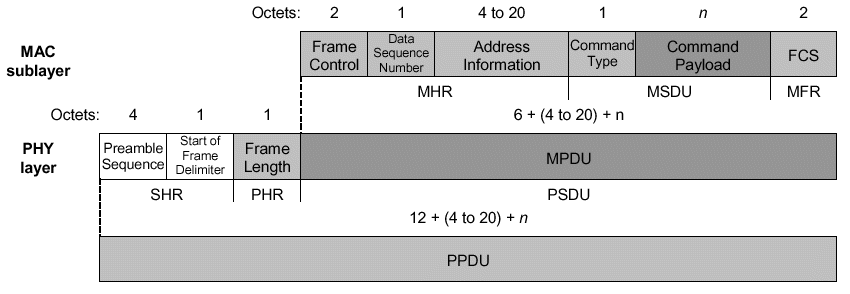 Octets: 2 1 4 to 20 1 n 2
MAC
sublayer
Frame
Control
Data
Sequence
Number
Address
Information
Command
Type
Command
Payload
FCS
MHR MSDU MFR
Octets: 4 1 1 6 + (4 to 20) + n
PHY
layer
Preamble
Sequence
Start of
Frame
Delimiter
Frame
Length
MPDU
SHR PHR PSDU
12 + (4 to 20) + n
PPDU